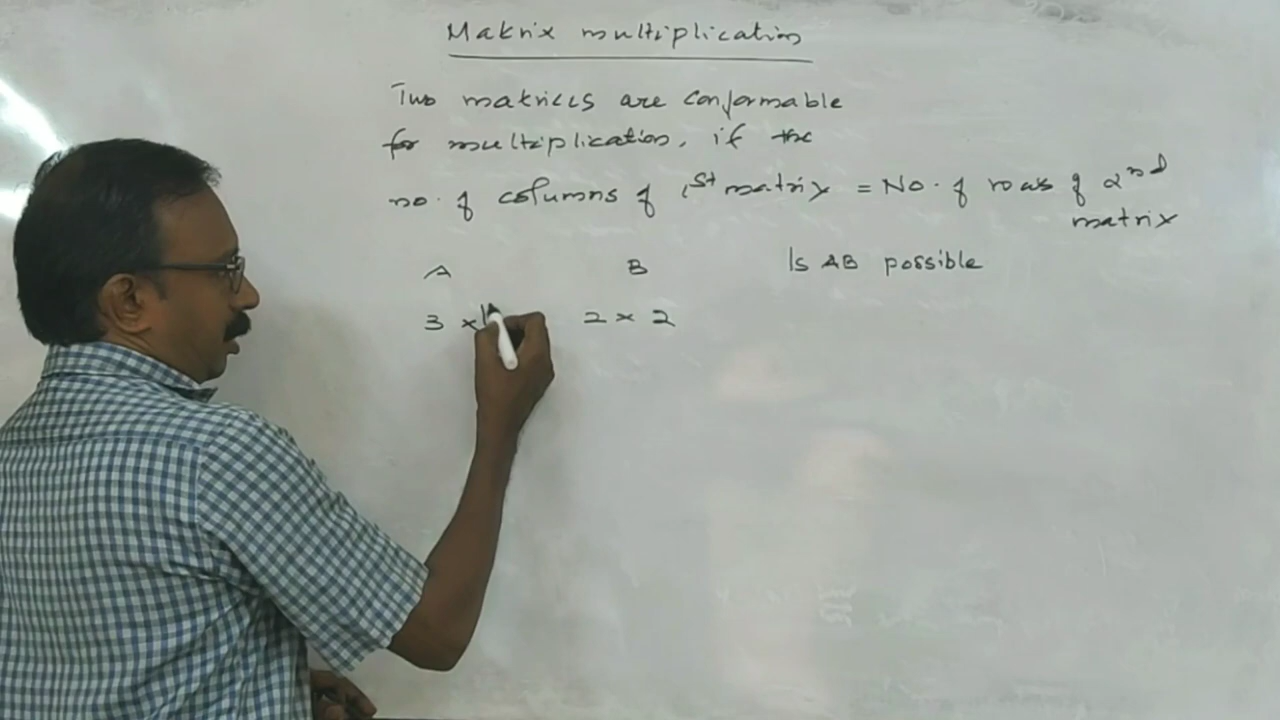 Matrix multiplication
Two matrices are conformable
for multiplication, if the
no. of columns of 1st matrix = No. of rows of 2nd
matrix
A B Is AB possible
3 x 2 x 2